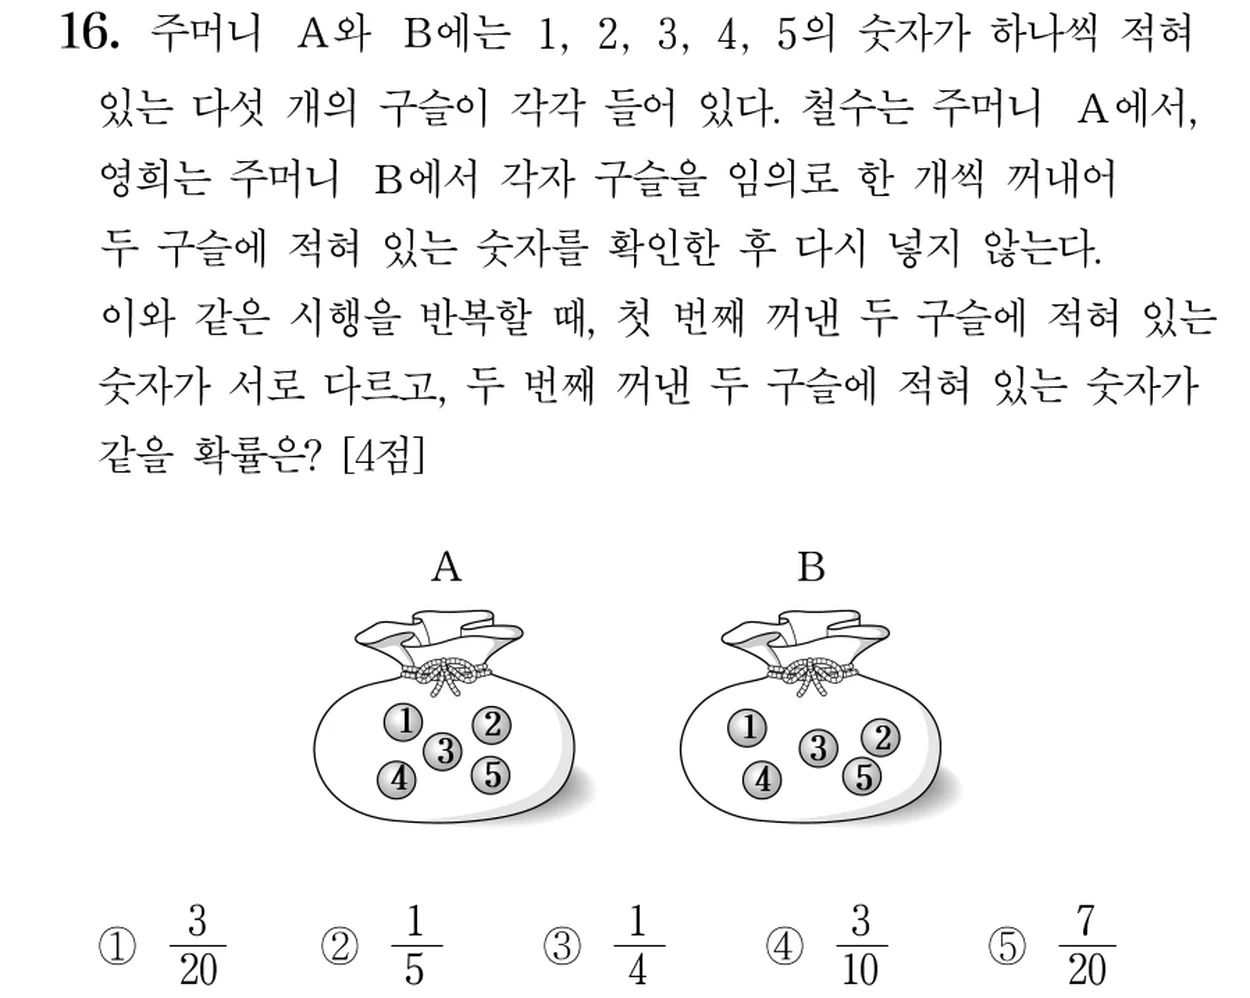 16. 주머니 A와 B에는 1, 2, 3, 4, 5의 숫자가 하나씩 적혀
있는 다섯 개의 구슬이 각각 들어 있다. 철수는 주머니 A에서,
영희는 주머니 B에서 각자 구슬을 임의로 한 개씩 꺼내어
두 구슬에 적혀 있는 숫자를 확인한 후 다시 넣지 않는다.
이와 같은 시행을 반복할 때, 첫 번째 꺼낸 두 구슬에 적혀 있는
숫자가 서로 다르고, 두 번째 꺼낸 두 구슬에 적혀 있는 숫자가
같을 확률은? [4점]
A B
1 2 3 4 5
1 2 3 4 5
① 3/20 ② 1/5 ③ 1/4 ④ 3/10 ⑤ 7/20